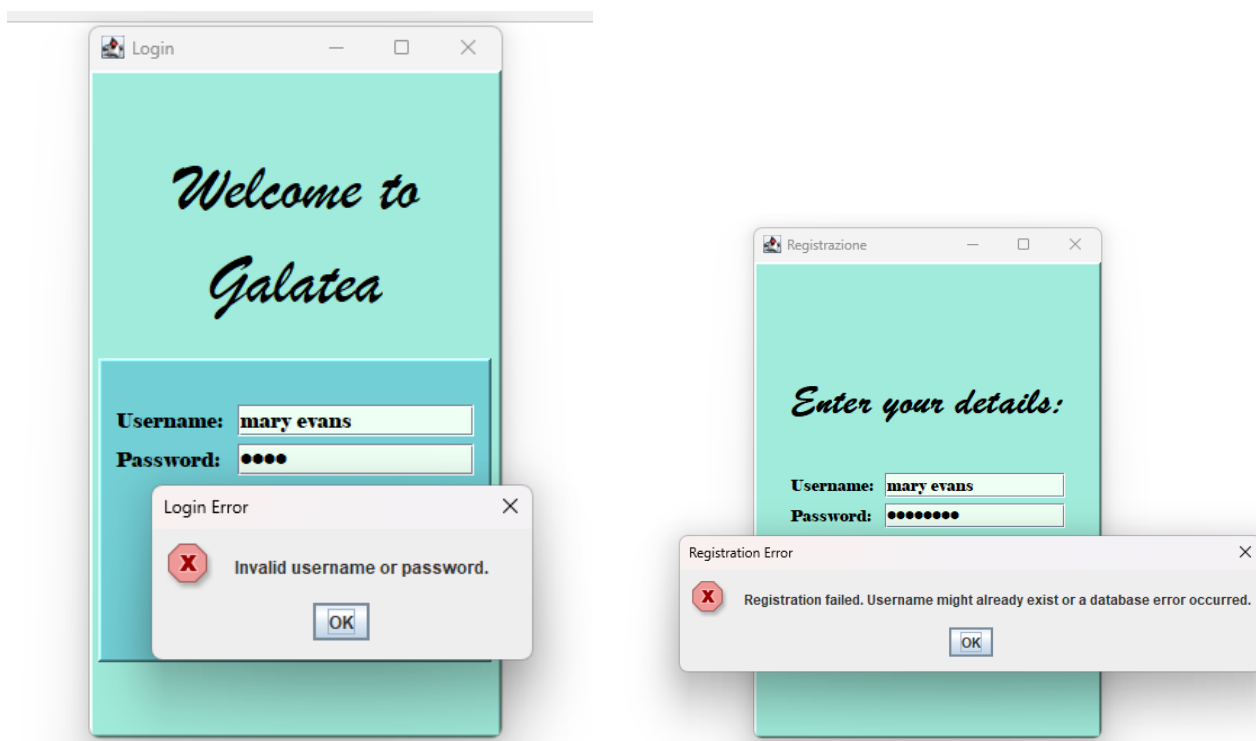 Login
Welcome to
Galatea
Username: mary evans
Password: ●●●●
Login Error
Invalid username or password.
OK
Registrazione
Enter your details:
Username: mary evans
Password: ●●●●●●●●
Registration Error
Registration failed. Username might already exist or a database error occurred.
OK